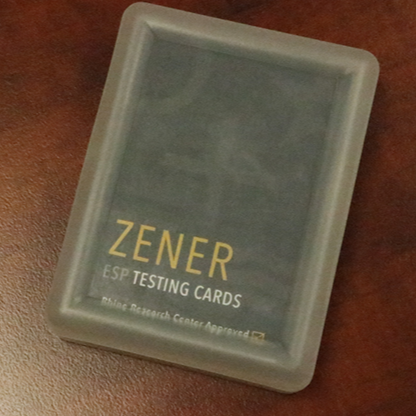 ZENER
ESP TESTING CARDS
Rhine Research Center Approved